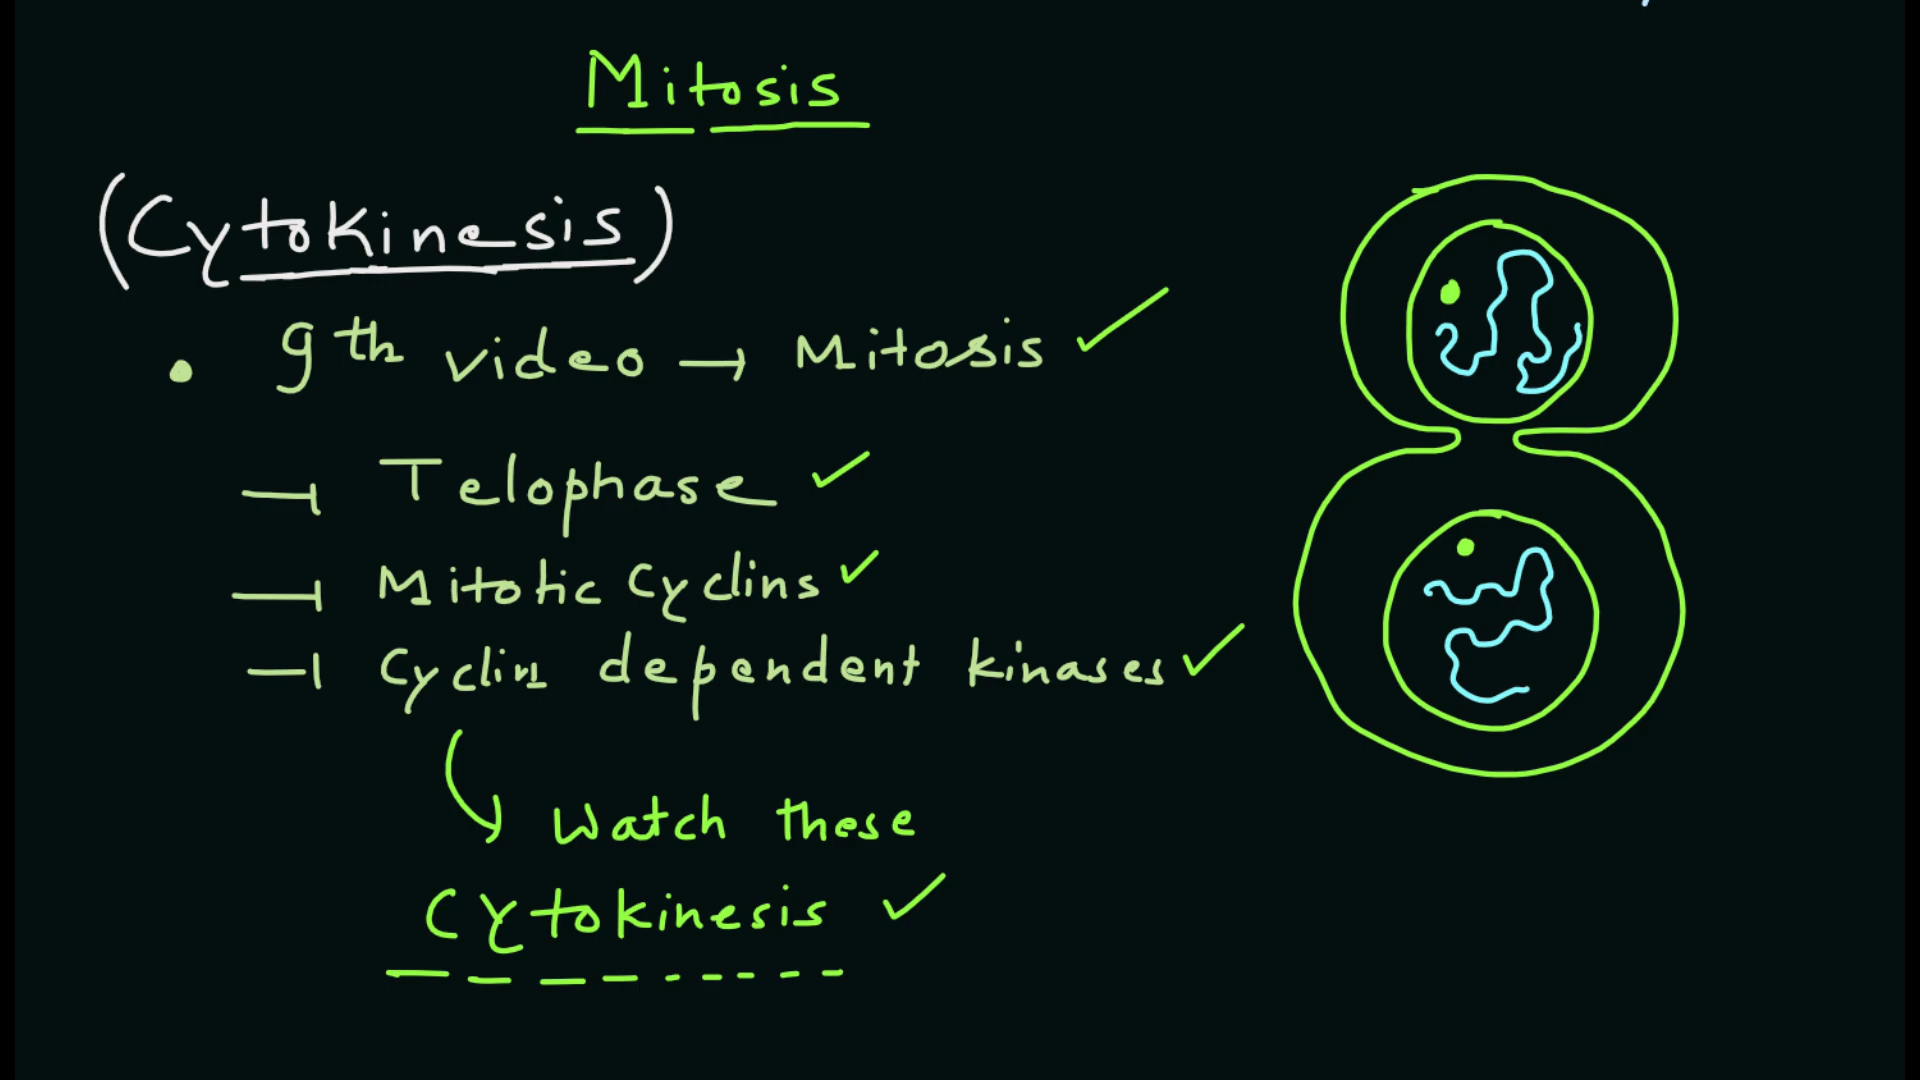 Mitosis
(Cytokinesis)
• 9th video → Mitosis ✓
→ Telophase ✓
→ Mitotic Cyclins ✓
→ Cyclin dependent kinases ✓
↳ Watch these
Cytokinesis ✓